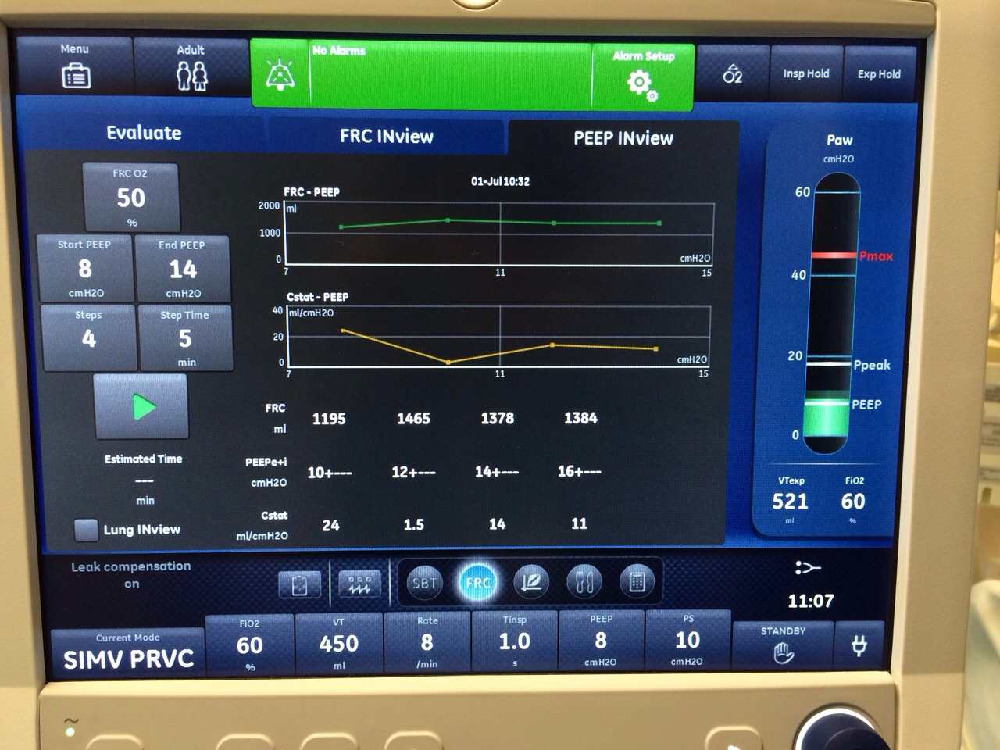 Menu
Adult
No Alarms
Alarm Setup
O2
Insp Hold
Exp Hold
Evaluate
FRC INview
PEEP INview
FRC O2
50
%
Start PEEP
8
cmH2O
End PEEP
14
cmH2O
Steps
4
Step Time
5
min
Estimated Time
---
min
Lung INview
01-Jul 10:32
FRC - PEEP
2000
ml
1000
0
cmH2O
7 11 15
Cstat - PEEP
40
ml/cmH2O
20
0
cmH2O
7 11 15
FRC
ml
1195 1465 1378 1384
PEEPe+i
cmH2O
10+--- 12+--- 14+--- 16+---
Cstat
ml/cmH2O
24 1.5 14 11
Paw
cmH2O
60
Pmax
40
20
Ppeak
PEEP
0
VTexp
521
ml
FiO2
60
%
Leak compensation
on
SBT
FRC
11:07
Current Mode
SIMV PRVC
FiO2
60
%
VT
450
ml
Rate
8
/min
Tinsp
1.0
s
PEEP
8
cmH2O
PS
10
cmH2O
STANDBY